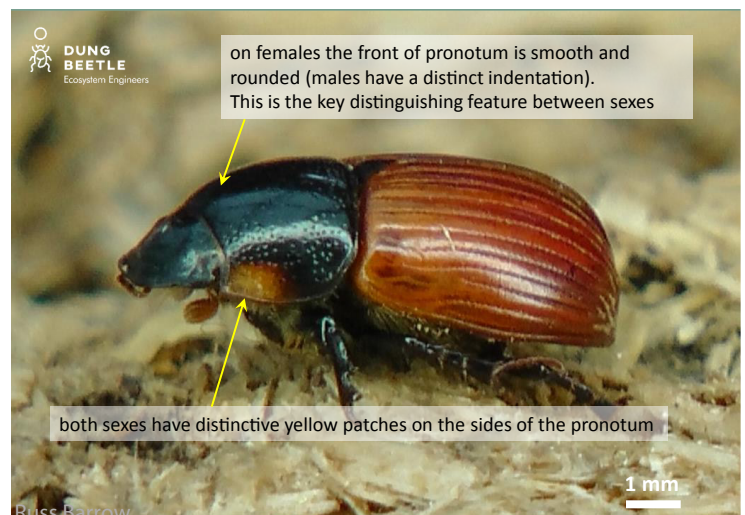 DUNG
BEETLE
Ecosystem Engineers
on females the front of pronotum is smooth and
rounded (males have a distinct indentation).
This is the key distinguishing feature between sexes
both sexes have distinctive yellow patches on the sides of the pronotum
1 mm
Russ Barrow